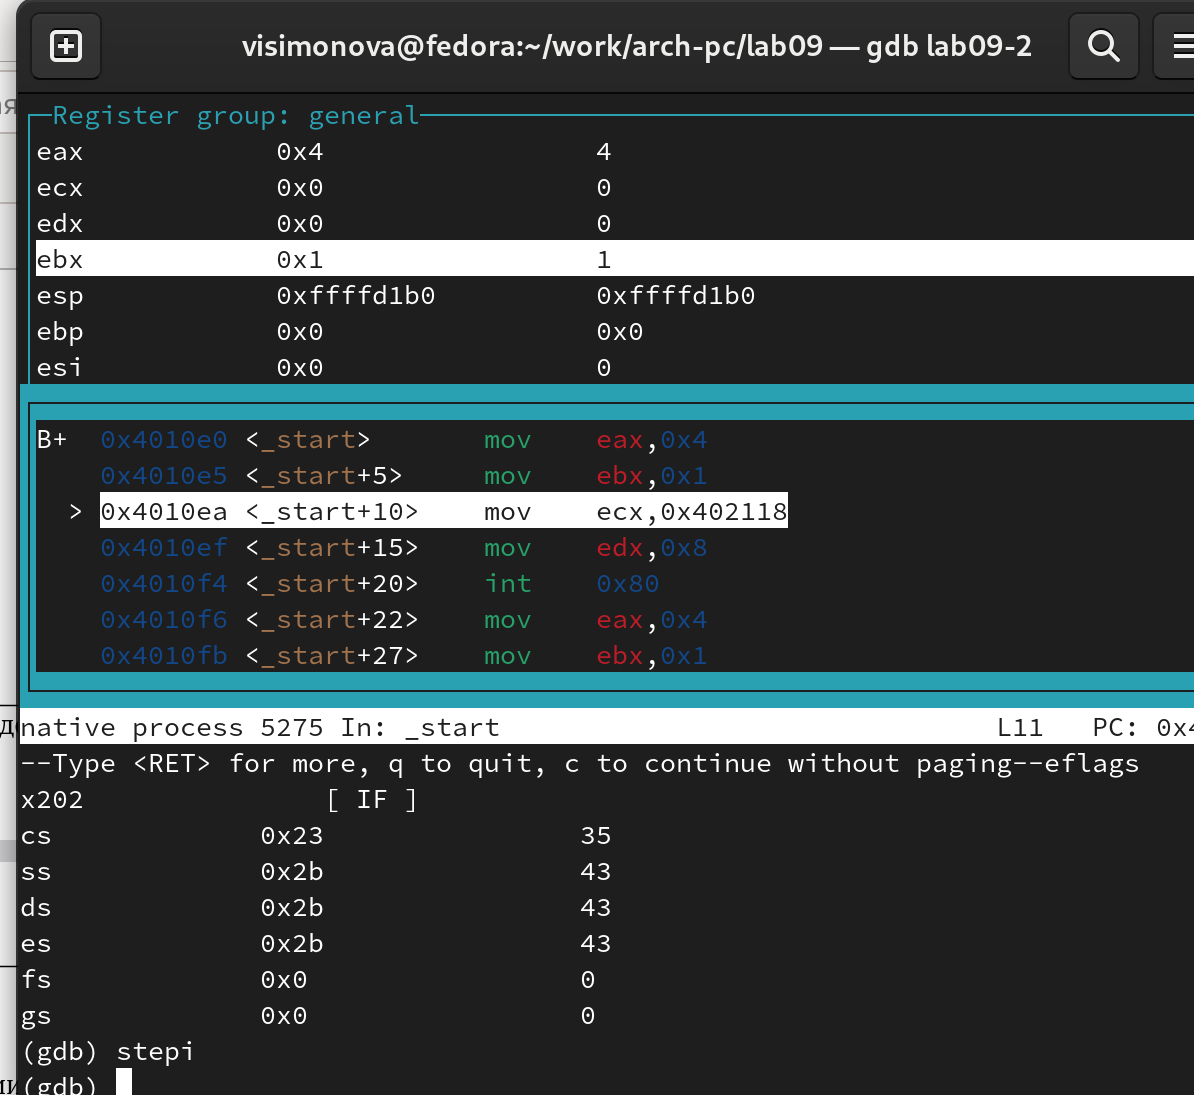 visimonova@fedora:~/work/arch-pc/lab09 — gdb lab09-2
Register group: general
eax 0x4 4
ecx 0x0 0
edx 0x0 0
ebx 0x1 1
esp 0xffffd1b0 0xffffd1b0
ebp 0x0 0x0
esi 0x0 0
B+ 0x4010e0 <_start> mov eax,0x4
0x4010e5 <_start+5> mov ebx,0x1
> 0x4010ea <_start+10> mov ecx,0x402118
0x4010ef <_start+15> mov edx,0x8
0x4010f4 <_start+20> int 0x80
0x4010f6 <_start+22> mov eax,0x4
0x4010fb <_start+27> mov ebx,0x1
native process 5275 In: _start L11 PC: 0x4
--Type <RET> for more, q to quit, c to continue without paging--eflags
x202 [ IF ]
cs 0x23 35
ss 0x2b 43
ds 0x2b 43
es 0x2b 43
fs 0x0 0
gs 0x0 0
(gdb) stepi
(gdb)